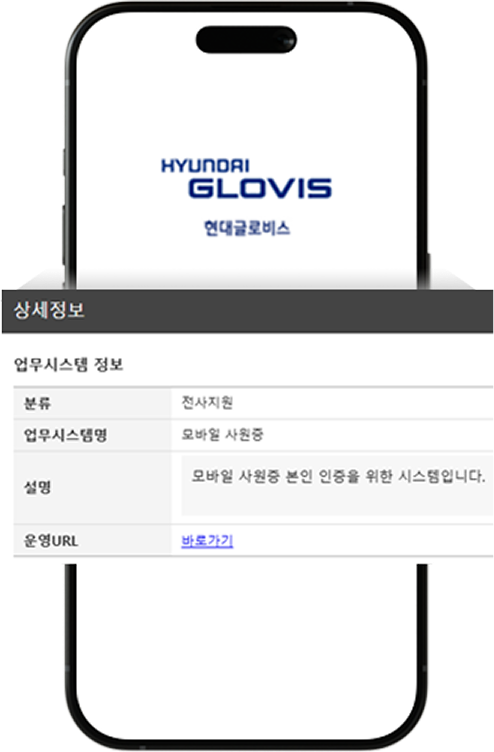 HYUNDAI
GLOVIS
현대글로비스
상세정보
업무시스템 정보
분류 전사지원
업무시스템명 모바일 사원증
설명 모바일 사원증 본인 인증을 위한 시스템입니다.
운영URL 바로가기